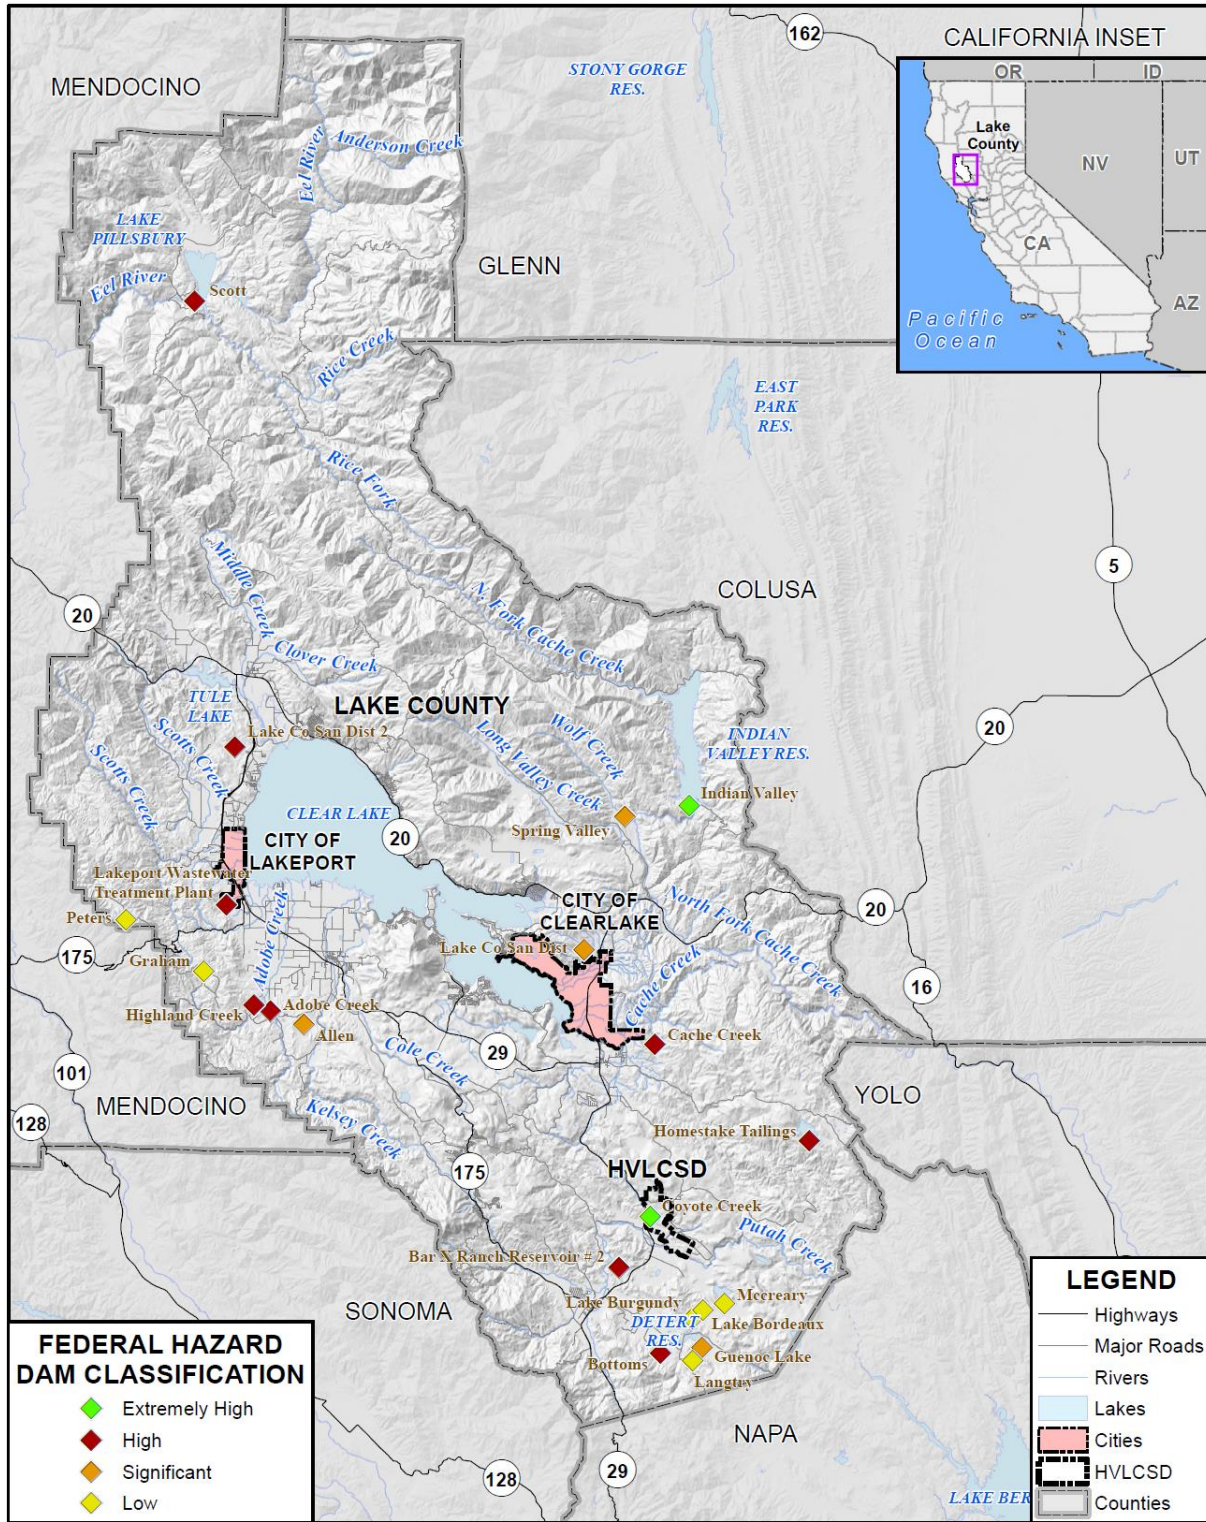 162
CALIFORNIA INSET
OR
ID
Lake
County
NV
UT
CA
AZ
Pacific
Ocean
MENDOCINO
STONY GORGE
RES.
Eel River
Anderson Creek
LAKE
PILLSBURY
Eel River
Scott
GLENN
Rice Creek
EAST
PARK
RES.
Rice Fork
5
COLUSA
20
Middle Creek
N. Fork Cache Creek
Clover Creek
TULE
LAKE
LAKE COUNTY
Scotts Creek
Scotts Creek
Lake Co San Dist 2
Long Valley Creek
Wolf Creek
INDIAN
VALLEY RES.
20
Indian Valley
CLEAR LAKE
20
Spring Valley
CITY OF
LAKEPORT
Lakeport Wastewater
Treatment Plant
Peters
175
Graham
Adobe Creek
CITY OF
CLEARLAKE
Lake Co San Dist
North Fork Cache Creek
20
Cache Creek
16
Highland Creek
Adobe Creek
Allen
Cache Creek
29
Cole Creek
101
MENDOCINO
128
Kelsey Creek
YOLO
Homestake Tailings
175
HVLCSD
Coyote Creek
Putah Creek
Bar X Ranch Reservoir # 2
SONOMA
Lake Burgundy
Mccreary
Lake Bordeaux
DETERT
RES.
Guenoc Lake
Bottoms
Langtry
NAPA
29
128
LAKE BER
FEDERAL HAZARD
DAM CLASSIFICATION
Extremely High
High
Significant
Low
LEGEND
Highways
Major Roads
Rivers
Lakes
Cities
HVLCSD
Counties